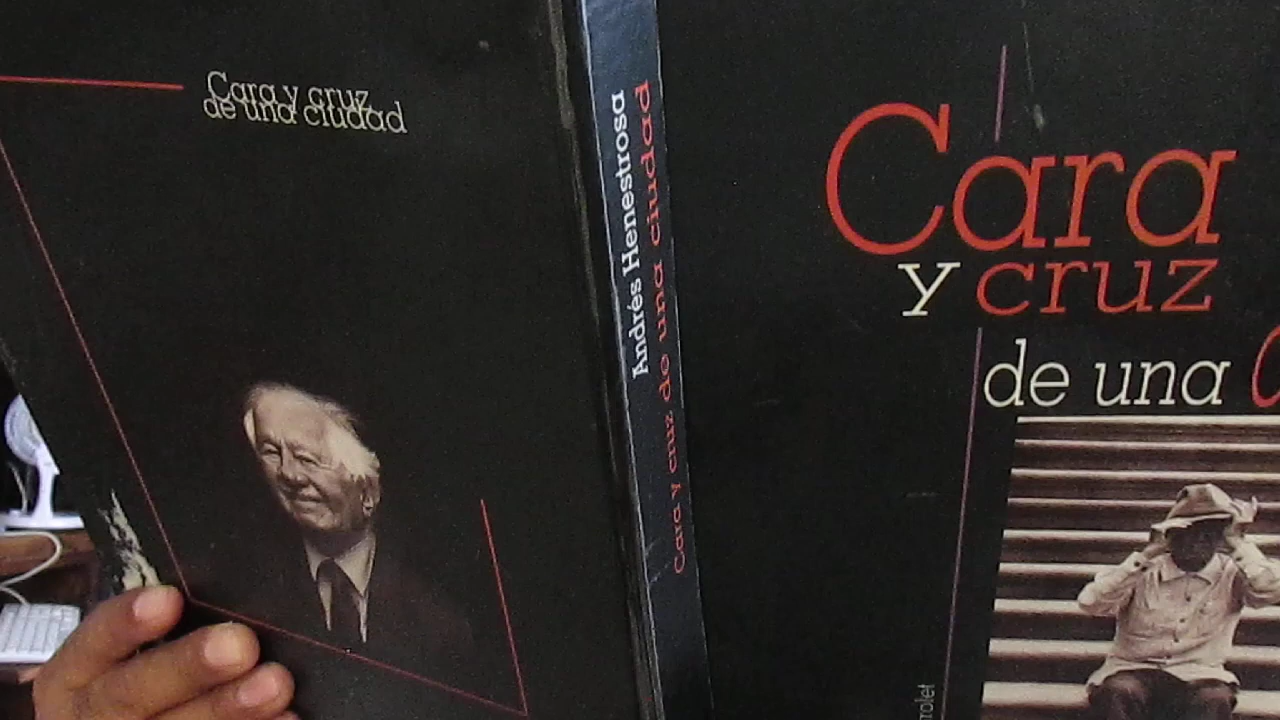 Cara y cruz
de una ciudad
Andrés Henestrosa
Cara y cruz de una ciudad
Cara
y cruz
de una